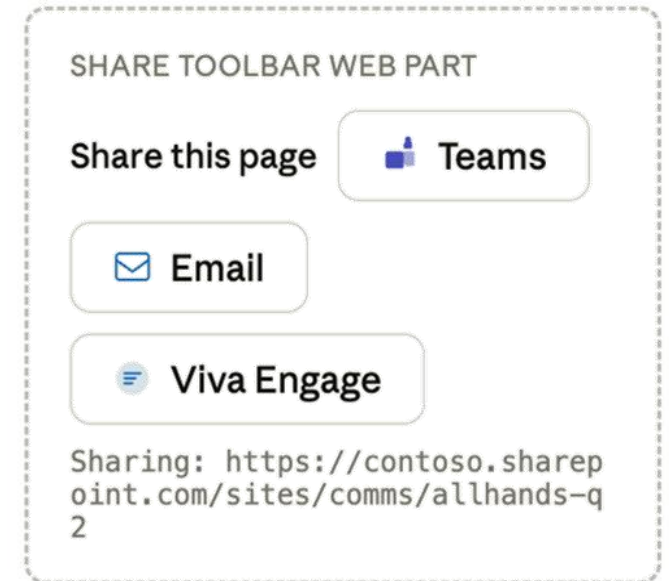 SHARE TOOLBAR WEB PART
Share this page
Teams
Email
Viva Engage
Sharing: https://contoso.sharep
oint.com/sites/comms/allhands-q
2